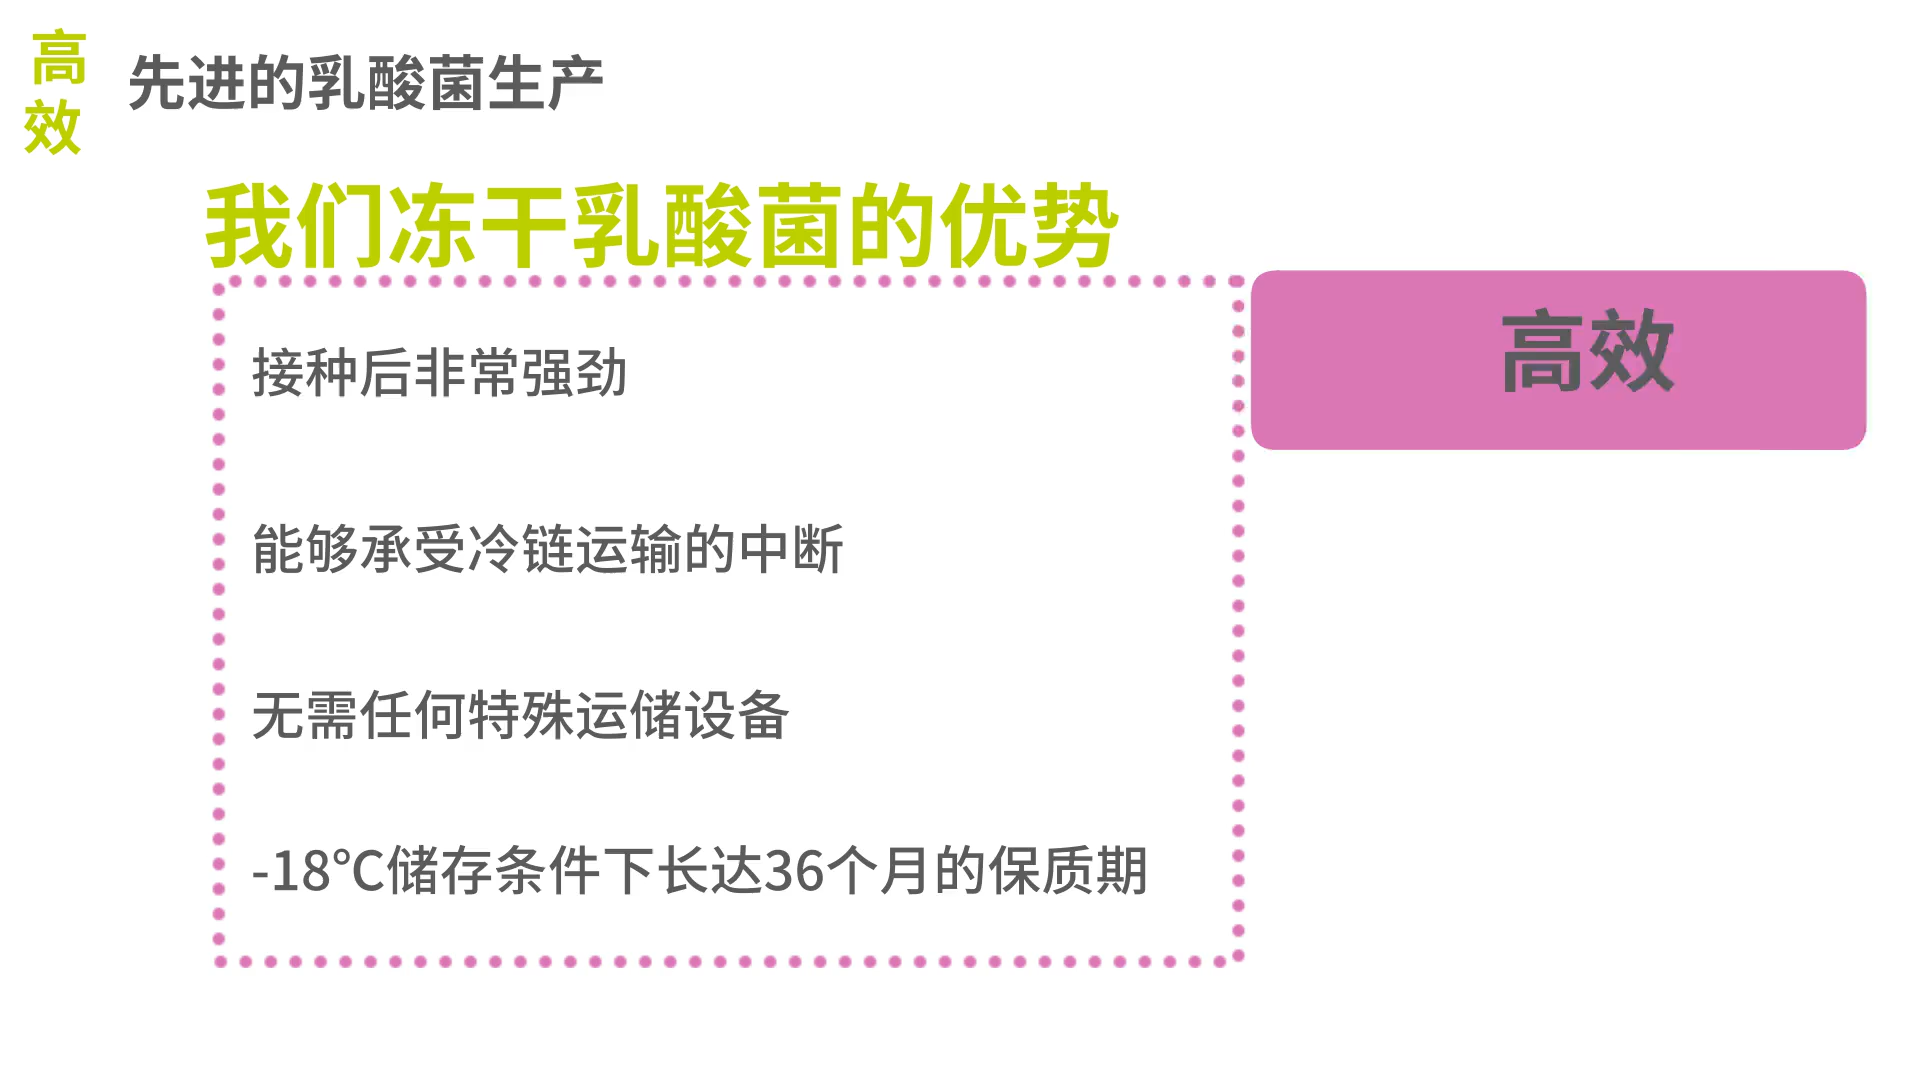 高
效
先进的乳酸菌生产
我们冻干乳酸菌的优势
高效
接种后非常强劲
能够承受冷链运输的中断
无需任何特殊运储设备
-18℃储存条件下长达36个月的保质期